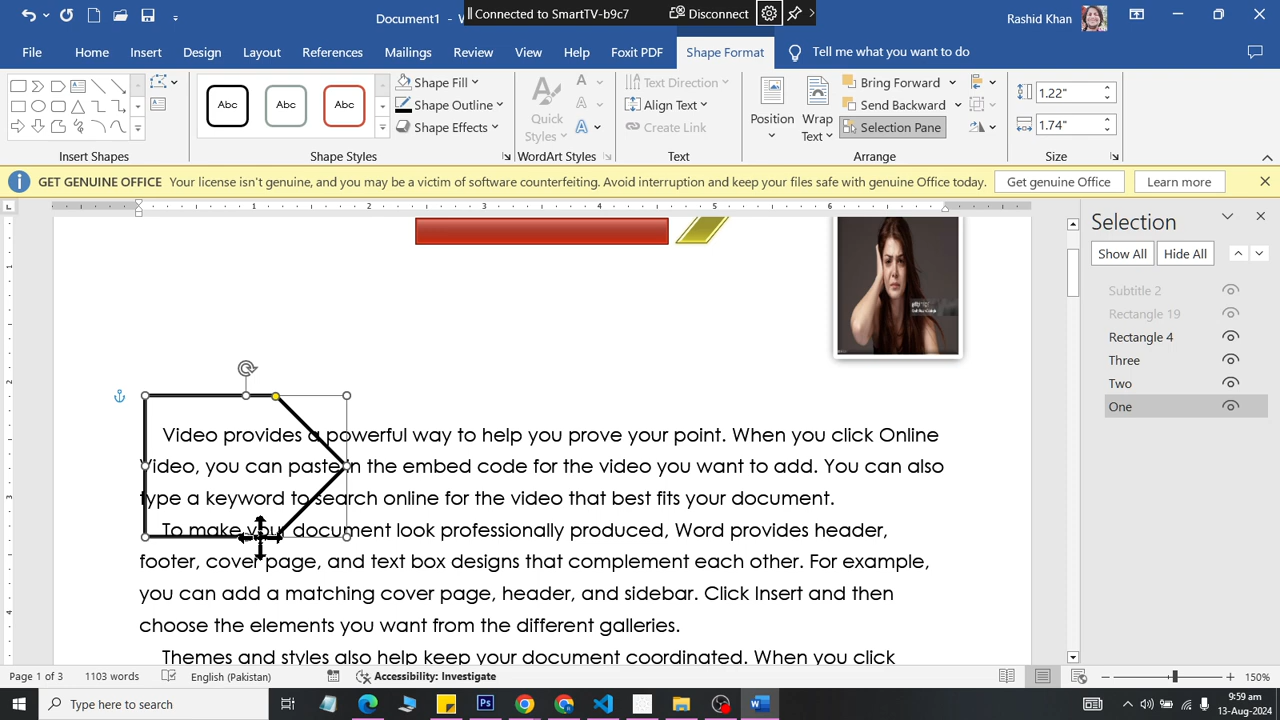 Document1 - W
Connected to SmartTV-b9c7
Disconnect
Rashid Khan
File Home Insert Design Layout References Mailings Review View Help Foxit PDF Shape Format Tell me what you want to do
Abc Abc Abc
Shape Fill
Shape Outline
Shape Effects
Quick Styles
Text Direction
Align Text
Create Link
Position
Wrap Text
Bring Forward
Send Backward
Selection Pane
1.22"
1.74"
Insert Shapes Shape Styles WordArt Styles Text Arrange Size
GET GENUINE OFFICE Your license isn't genuine, and you may be a victim of software counterfeiting. Avoid interruption and keep your files safe with genuine Office today. Get genuine Office Learn more
1 2 3 4 5 6 7
Selection
Show All Hide All
Subtitle 2
Rectangle 19
Rectangle 4
Three
Two
One
1
2
3
4
Video provides a powerful way to help you prove your point. When you click Online
Video, you can paste in the embed code for the video you want to add. You can also
type a keyword to search online for the video that best fits your document.
To make your document look professionally produced, Word provides header,
footer, cover page, and text box designs that complement each other. For example,
you can add a matching cover page, header, and sidebar. Click Insert and then
choose the elements you want from the different galleries.
Themes and styles also help keep your document coordinated. When you click
Page 1 of 3 1103 words English (Pakistan) Accessibility: Investigate 150%
Type here to search
9:59 am
13-Aug-2024